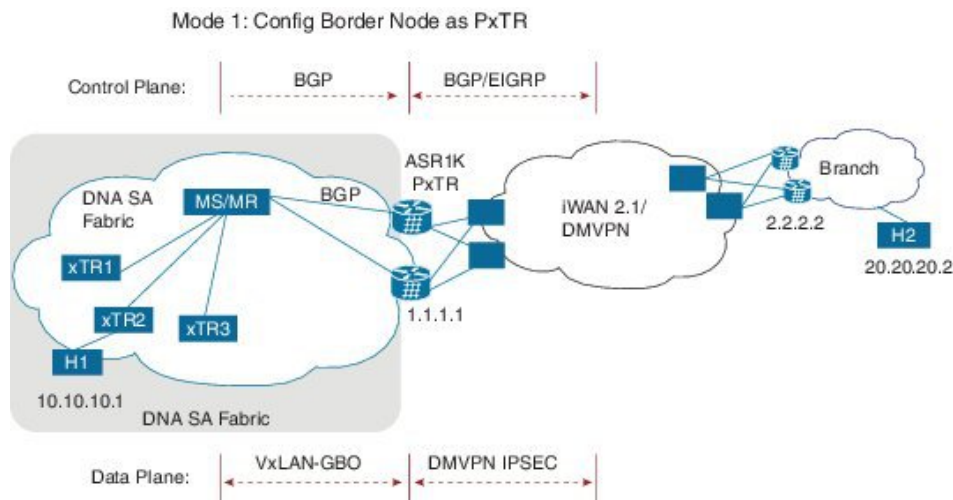 Mode 1: Config Border Node as PxTR
Control Plane:
BGP
BGP/EIGRP
ASR1K
PxTR
DNA SA
Fabric
MS/MR
BGP
iWAN 2.1/
DMVPN
Branch
2.2.2.2
H2
20.20.20.2
xTR1
xTR2
xTR3
1.1.1.1
H1
10.10.10.1
DNA SA Fabric
Data Plane:
VxLAN-GBO
DMVPN IPSEC